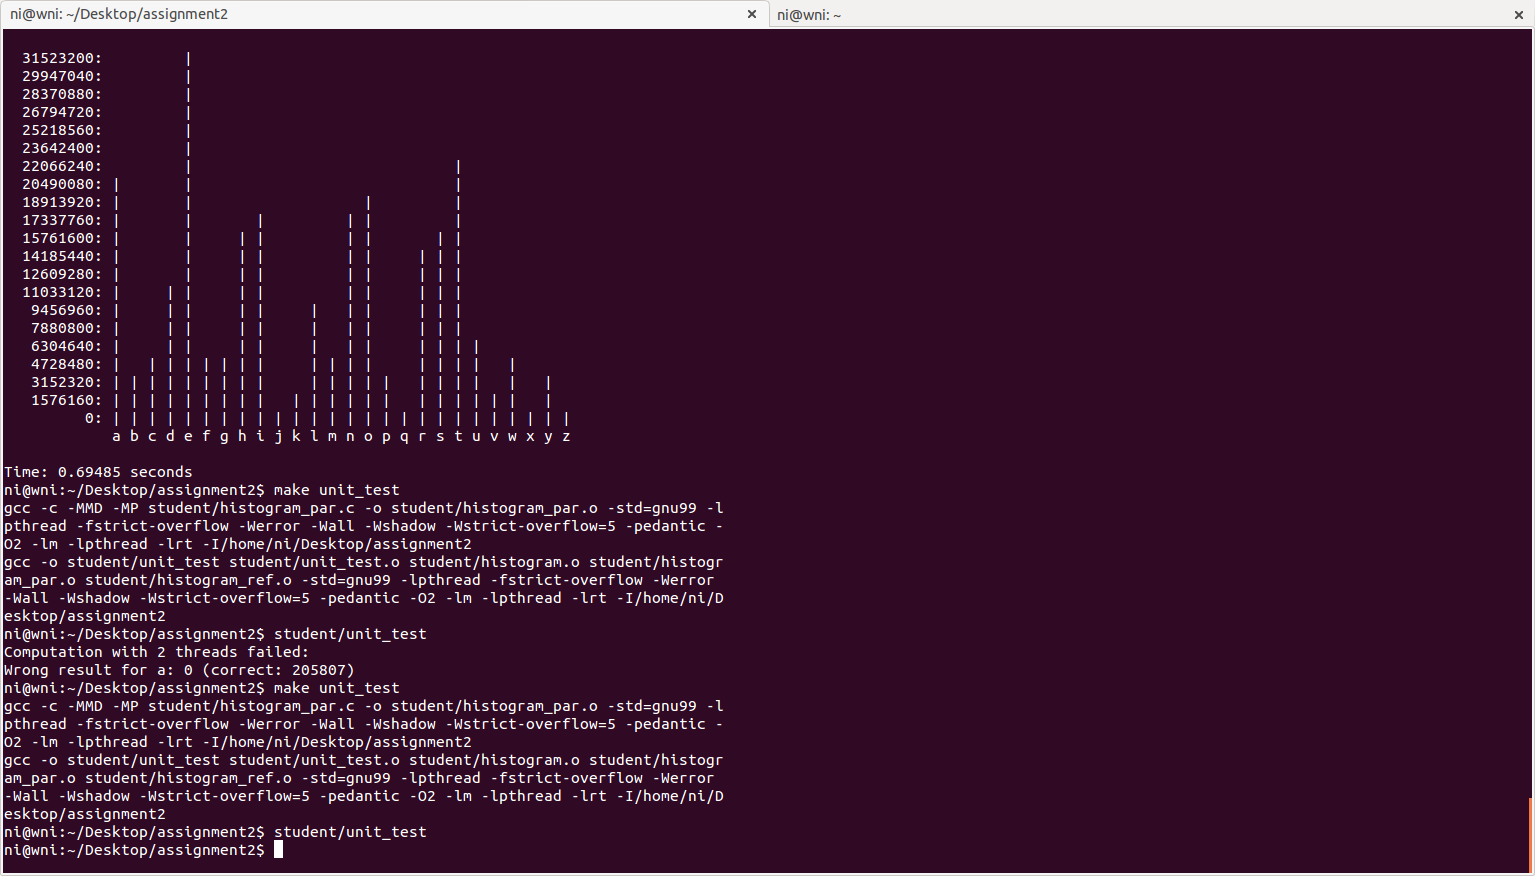 ni@wni: ~/Desktop/assignment2 × ni@wni: ~ ×
31523200: |
29947040: |
28370880: |
26794720: |
25218560: |
23642400: |
22066240: | |
20490080: | | |
18913920: | | | |
17337760: | | | | | |
15761600: | | | | | | | |
14185440: | | | | | | | | |
12609280: | | | | | | | | |
11033120: | | | | | | | | | |
9456960: | | | | | | | | | | |
7880800: | | | | | | | | | | |
6304640: | | | | | | | | | | | |
4728480: | | | | | | | | | | | | | | | | |
3152320: | | | | | | | | | | | | | | | | | | | |
1576160: | | | | | | | | | | | | | | | | | | | | | |
0: | | | | | | | | | | | | | | | | | | | | | | | | | |
a b c d e f g h i j k l m n o p q r s t u v w x y z
Time: 0.69485 seconds
ni@wni:~/Desktop/assignment2$ make unit_test
gcc -c -MMD -MP student/histogram_par.c -o student/histogram_par.o -std=gnu99 -l
pthread -fstrict-overflow -Werror -Wall -Wshadow -Wstrict-overflow=5 -pedantic -
O2 -lm -lpthread -lrt -I/home/ni/Desktop/assignment2
gcc -o student/unit_test student/unit_test.o student/histogram.o student/histogr
am_par.o student/histogram_ref.o -std=gnu99 -lpthread -fstrict-overflow -Werror
-Wall -Wshadow -Wstrict-overflow=5 -pedantic -O2 -lm -lpthread -lrt -I/home/ni/D
esktop/assignment2
ni@wni:~/Desktop/assignment2$ student/unit_test
Computation with 2 threads failed:
Wrong result for a: 0 (correct: 205807)
ni@wni:~/Desktop/assignment2$ make unit_test
gcc -c -MMD -MP student/histogram_par.c -o student/histogram_par.o -std=gnu99 -l
pthread -fstrict-overflow -Werror -Wall -Wshadow -Wstrict-overflow=5 -pedantic -
O2 -lm -lpthread -lrt -I/home/ni/Desktop/assignment2
gcc -o student/unit_test student/unit_test.o student/histogram.o student/histogr
am_par.o student/histogram_ref.o -std=gnu99 -lpthread -fstrict-overflow -Werror
-Wall -Wshadow -Wstrict-overflow=5 -pedantic -O2 -lm -lpthread -lrt -I/home/ni/D
esktop/assignment2
ni@wni:~/Desktop/assignment2$ student/unit_test
ni@wni:~/Desktop/assignment2$